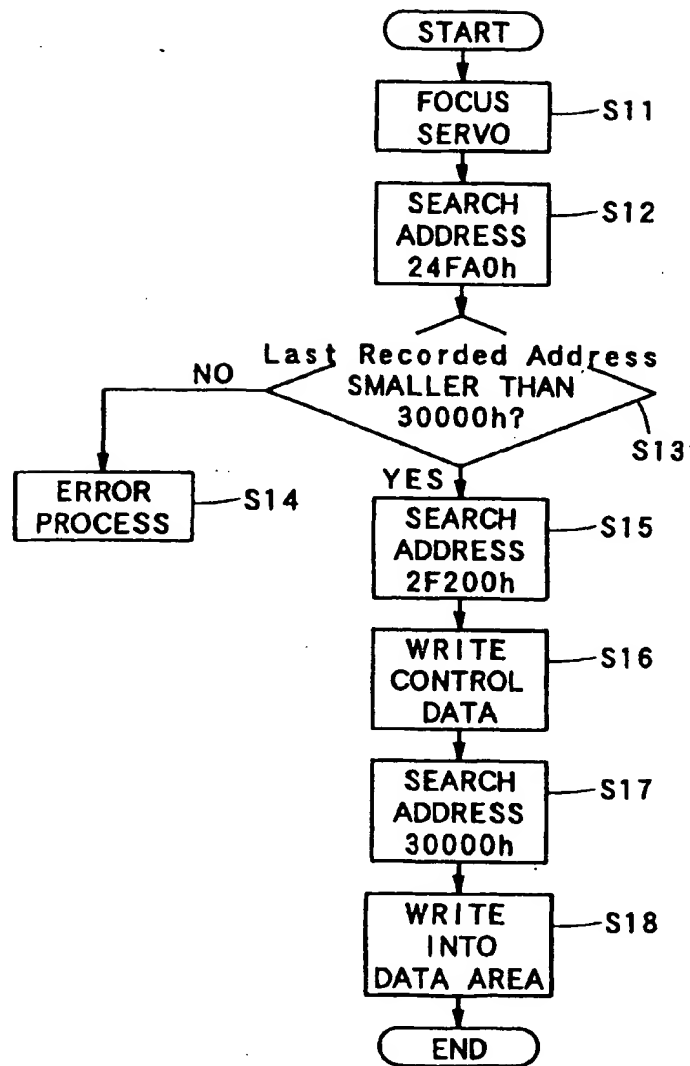 START
FOCUS
SERVO
S11
SEARCH
ADDRESS
24FA0h
S12
Last Recorded Address
SMALLER THAN
30000h?
S13
NO
ERROR
PROCESS
S14
YES
SEARCH
ADDRESS
2F200h
S15
WRITE
CONTROL
DATA
S16
SEARCH
ADDRESS
30000h
S17
WRITE
INTO
DATA AREA
S18
END